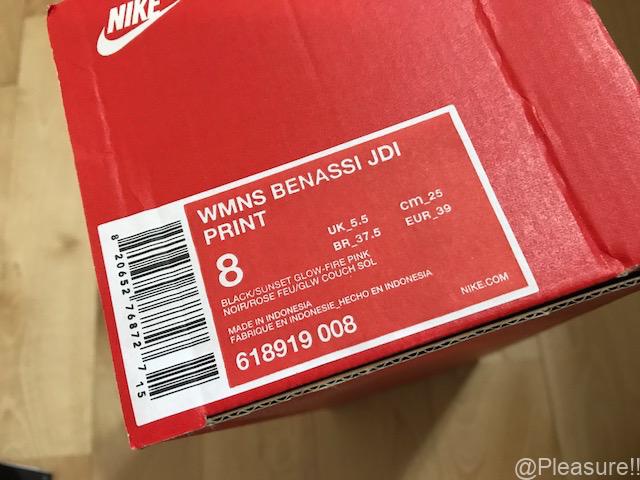 NIKE
WMNS BENASSI JDI
PRINT
8
UK_5.5
cm_25
BR_37.5
EUR_39
BLACK/SUNSET GLOW-FIRE PINK
NOIR/ROSE FEU/GLW COUCH SOL
MADE IN INDONESIA
FABRIQUE EN INDONESIE_HECHO EN INDONESIA
NIKE.COM
618919 008
8 20652 76872 7 15
@Pleasure!!